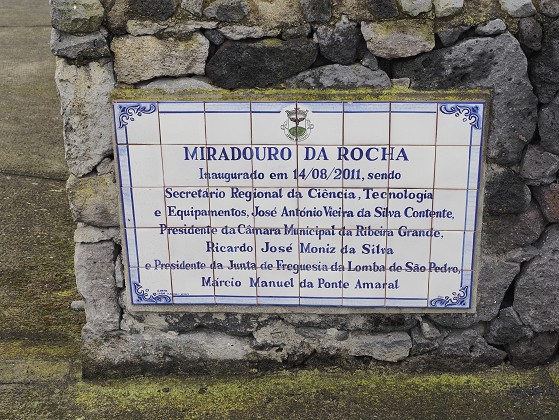 MIRADOURO DA ROCHA
Inaugurado em 14/08/2011, sendo
Secretário Regional da Ciência, Tecnologia
e Equipamentos, José António Vieira da Silva Contente,
Presidente da Câmara Municipal da Ribeira Grande,
Ricardo José Moniz da Silva
e Presidente da Junta de Freguesia da Lomba de São Pedro,
Márcio Manuel da Ponte Amaral